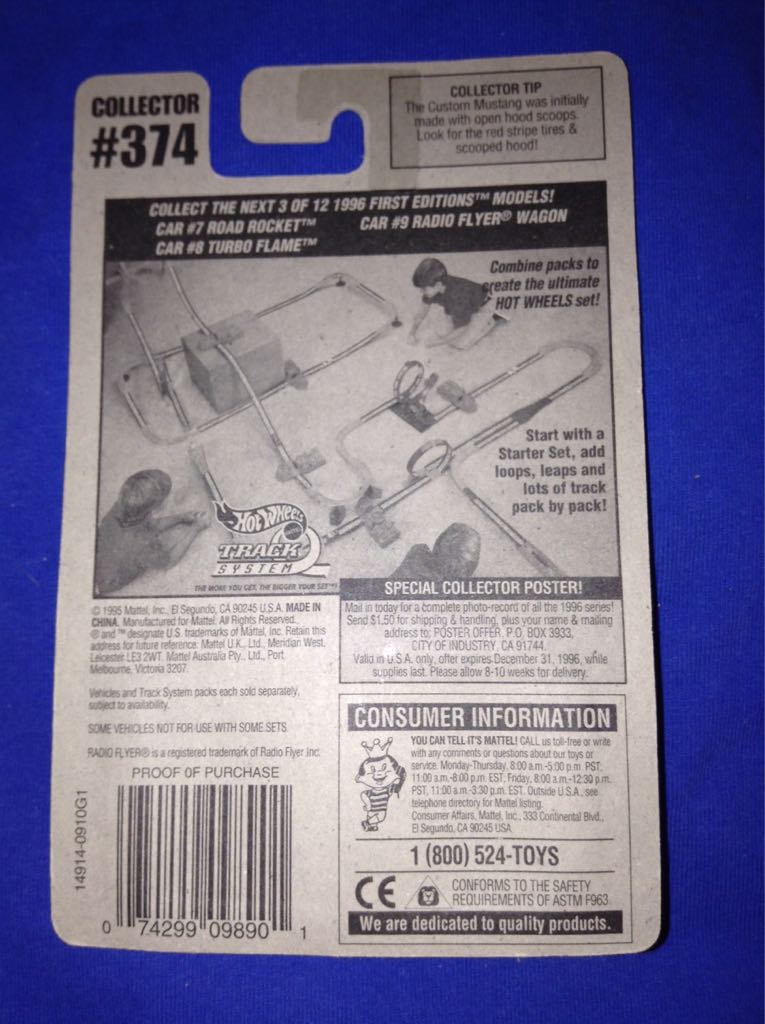 COLLECTOR
#374
COLLECTOR TIP
The Custom Mustang was initially
made with open hood scoops.
Look for the red stripe tires &
scooped hood!
COLLECT THE NEXT 3 OF 12 1996 FIRST EDITIONS™ MODELS!
CAR #7 ROAD ROCKET™ CAR #9 RADIO FLYER® WAGON
CAR #8 TURBO FLAME™
Combine packs to
create the ultimate
HOT WHEELS set!
Start with a
Starter Set, add
loops, leaps and
lots of track
pack by pack!
Hot Wheels
TRACK
SYSTEM
THE MORE YOU GET, THE BIGGER YOUR SET™!
© 1995 Mattel, Inc., El Segundo, CA 90245 U.S.A. MADE IN
CHINA. Manufactured for Mattel. All Rights Reserved.
® and ™ designate U.S. trademarks of Mattel, Inc. Retain this
address for future reference: Mattel U.K., Ltd., Meridian West,
Leicester LE3 2WT. Mattel Australia Pty., Ltd., Port
Melbourne, Victoria 3207.
Vehicles and Track System packs each sold separately,
subject to availability.
SOME VEHICLES NOT FOR USE WITH SOME SETS.
RADIO FLYER® is a registered trademark of Radio Flyer Inc.
PROOF OF PURCHASE
14914-0910G1
0 74299 09890 1
SPECIAL COLLECTOR POSTER!
Mail in today for a complete photo-record of all the 1996 series!
Send $1.50 for shipping & handling, plus your name & mailing
address to: POSTER OFFER, P.O. BOX 3933,
CITY OF INDUSTRY, CA 91744.
Valid in U.S.A. only, offer expires December 31, 1996, while
supplies last. Please allow 8-10 weeks for delivery.
CONSUMER INFORMATION
YOU CAN TELL IT'S MATTEL! CALL us toll-free or write
with any comments or questions about our toys or
service. Monday-Thursday, 8:00 a.m.-5:00 p.m. PST,
11:00 a.m.-8:00 p.m. EST, Friday, 8:00 a.m.-12:30 p.m.
PST, 11:00 a.m.-3:30 p.m. EST. Outside U.S.A., see
telephone directory for Mattel listing.
Consumer Affairs, Mattel, Inc., 333 Continental Blvd.,
El Segundo, CA 90245 USA
1 (800) 524-TOYS
CE
CONFORMS TO THE SAFETY
REQUIREMENTS OF ASTM F963
We are dedicated to quality products.